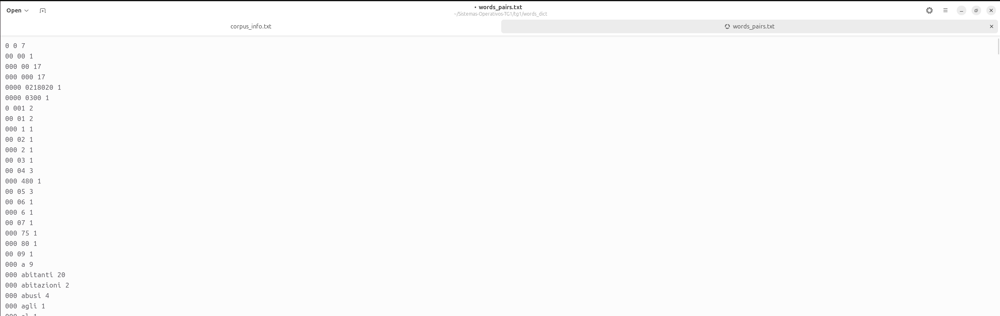 Open
• words_pairs.txt
~/Sistemas-Operativos-TG1/tg1/words_dict
corpus_info.txt
words_pairs.txt
0 0 7
00 00 1
000 00 17
000 000 17
0000 0218020 1
0000 0300 1
0 001 2
00 01 2
000 1 1
00 02 1
000 2 1
00 03 1
00 04 3
000 480 1
00 05 3
00 06 1
000 6 1
00 07 1
000 75 1
000 80 1
00 09 1
000 a 9
000 abitanti 20
000 abitazioni 2
000 abusi 4
000 agli 1
000 al 1